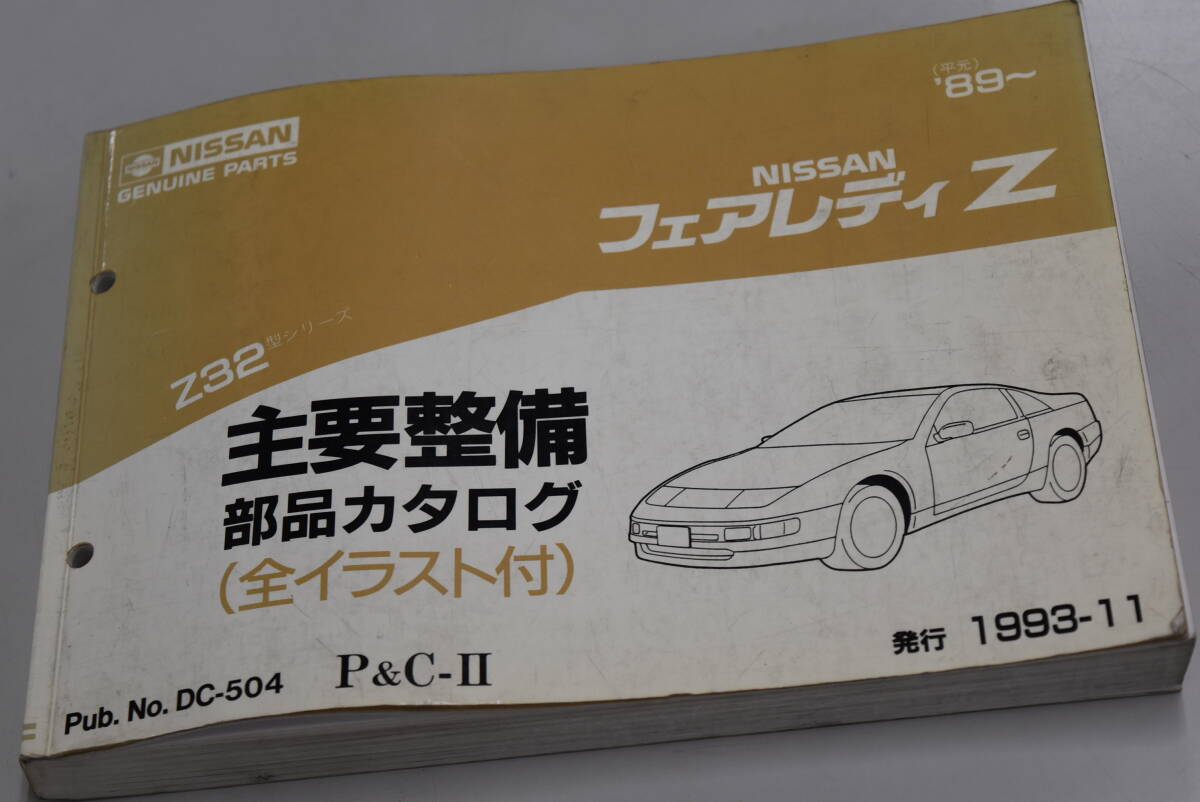 (平元)
'89～
NISSAN
GENUINE PARTS
NISSAN
フェアレディZ
Z32型シリーズ
主要整備
部品カタログ
(全イラスト付)
発行 1993-11
Pub. No. DC-504 P&C-II